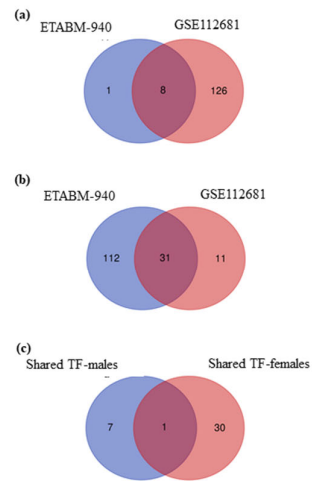 (a)
ETABM-940 GSE112681
1 8 126
(b)
ETABM-940 GSE112681
112 31 11
(c)
Shared TF-males Shared TF-females
7 1 30